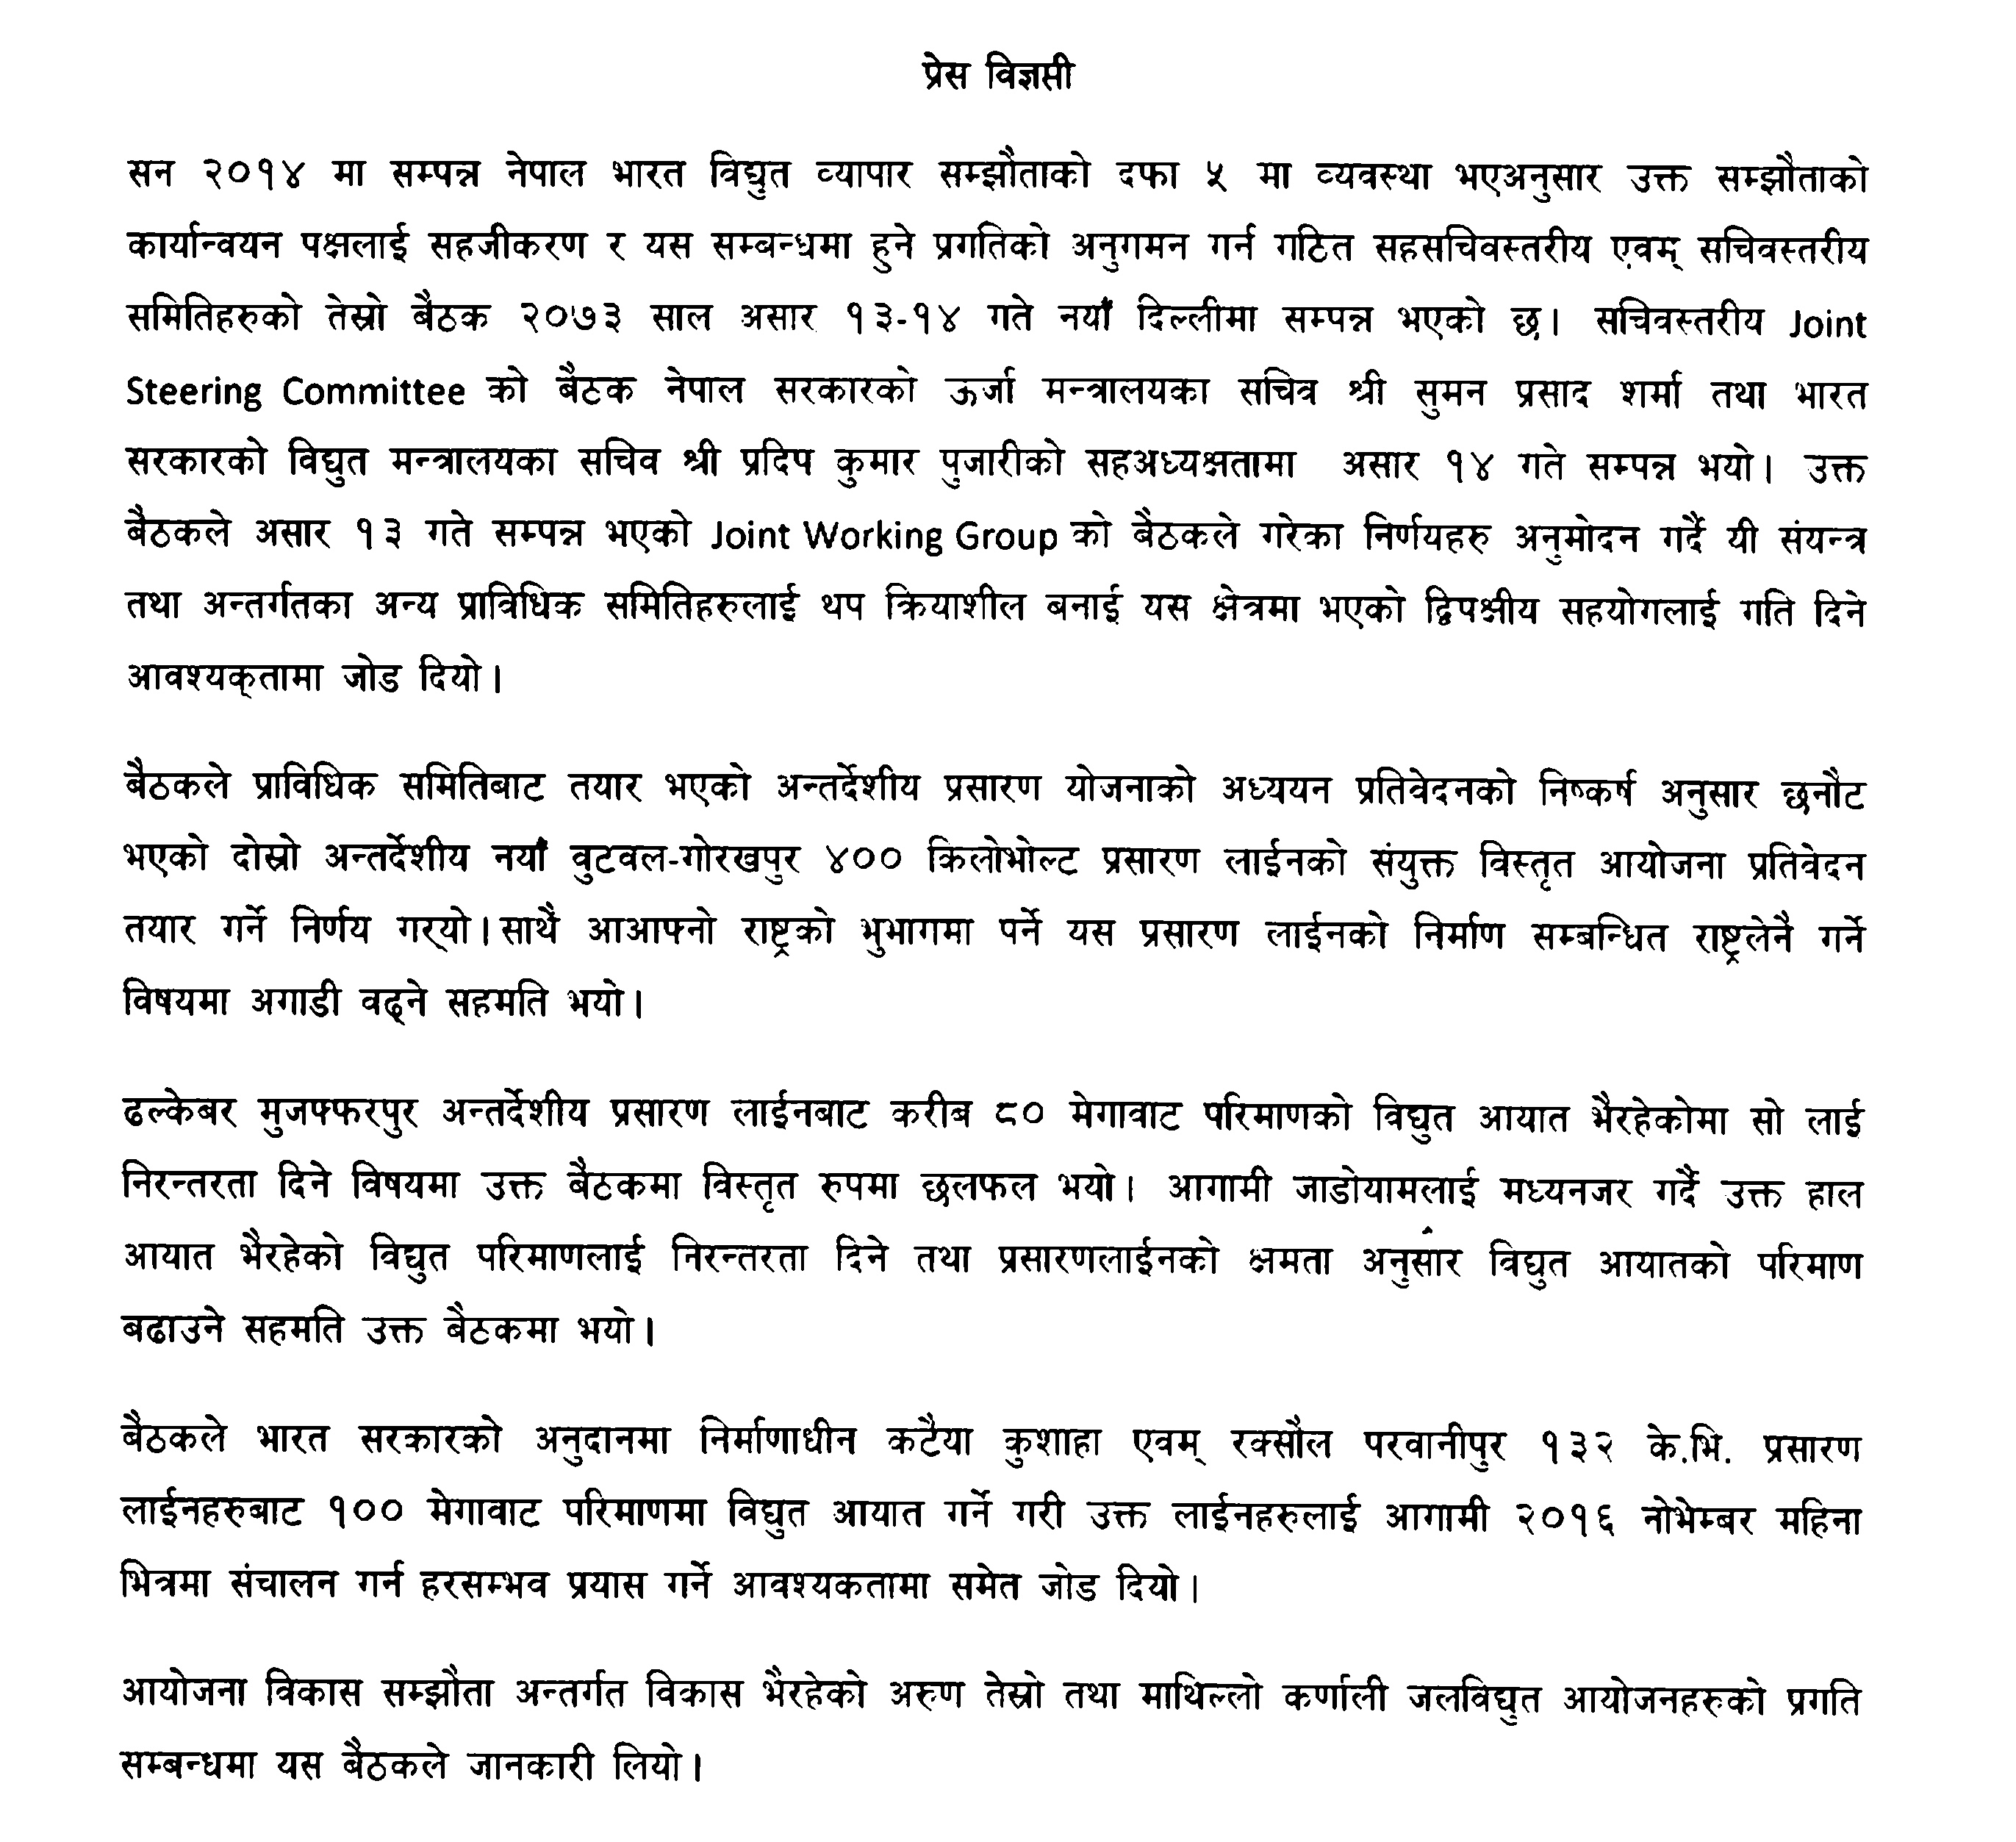 प्रेस विज्ञप्ती
सन २०१४ मा सम्पन्न नेपाल भारत विद्युत व्यापार सम्झौताको दफा ५ मा व्यवस्था भएअनुसार उक्त सम्झौताको
कार्यान्वयन पक्षलाई सहजीकरण र यस सम्बन्धमा हुने प्रगतिको अनुगमन गर्न गठित सहसचिवस्तरीय एवम् सचिवस्तरीय
समितिहरुको तेस्रो बैठक २०७३ साल असार १३-१४ गते नयाँ दिल्लीमा सम्पन्न भएको छ। सचिवस्तरीय Joint
Steering Committee को बैठक नेपाल सरकारको ऊर्जा मन्त्रालयका सचिव श्री सुमन प्रसाद शर्मा तथा भारत
सरकारको विद्युत मन्त्रालयका सचिव श्री प्रदिप कुमार पुजारीको सहअध्यक्षतामा असार १४ गते सम्पन्न भयो। उक्त
बैठकले असार १३ गते सम्पन्न भएको Joint Working Group को बैठकले गरेका निर्णयहरु अनुमोदन गर्दै यी संयन्त्र
तथा अन्तर्गतका अन्य प्राविधिक समितिहरुलाई थप क्रियाशील बनाई यस क्षेत्रमा भएको द्विपक्षीय सहयोगलाई गति दिने
आवश्यक्तामा जोड दियो।
बैठकले प्राविधिक समितिबाट तयार भएको अन्तर्देशीय प्रसारण योजनाको अध्ययन प्रतिवेदनको निष्कर्ष अनुसार छनौट
भएको दोस्रो अन्तर्देशीय नयाँ वुटवल-गोरखपुर ४०० किलोभोल्ट प्रसारण लाईनको संयुक्त विस्तृत आयोजना प्रतिवेदन
तयार गर्ने निर्णय गर्‍यो। साथै आआफ्नो राष्ट्रको भुभागमा पर्ने यस प्रसारण लाईनको निर्माण सम्बन्धित राष्ट्रलेनै गर्ने
विषयमा अगाडी वढ्ने सहमति भयो।
ढल्केबर मुजफ्फरपुर अन्तर्देशीय प्रसारण लाईनबाट करीब ८० मेगावाट परिमाणको विद्युत आयात भैरहेकोमा सो लाई
निरन्तरता दिने विषयमा उक्त बैठकमा विस्तृत रुपमा छलफल भयो। आगामी जाडोयामलाई मध्यनजर गर्दै उक्त हाल
आयात भैरहेको विद्युत परिमाणलाई निरन्तरता दिने तथा प्रसारणलाईनको क्षमता अनुसार विद्युत आयातको परिमाण
बढाउने सहमति उक्त बैठकमा भयो।
बैठकले भारत सरकारको अनुदानमा निर्माणाधीन कटैया कुशाहा एवम् रक्सौल परवानीपुर १३२ के.भि. प्रसारण
लाईनहरुबाट १०० मेगावाट परिमाणमा विद्युत आयात गर्ने गरी उक्त लाईनहरुलाई आगामी २०१६ नोभेम्बर महिना
भित्रमा संचालन गर्न हरसम्भव प्रयास गर्ने आवश्यकतामा समेत जोड दियो।
आयोजना विकास सम्झौता अन्तर्गत विकास भैरहेको अरुण तेस्रो तथा माथिल्लो कर्णाली जलविद्युत आयोजनहरुको प्रगति
सम्बन्धमा यस बैठकले जानकारी लियो।